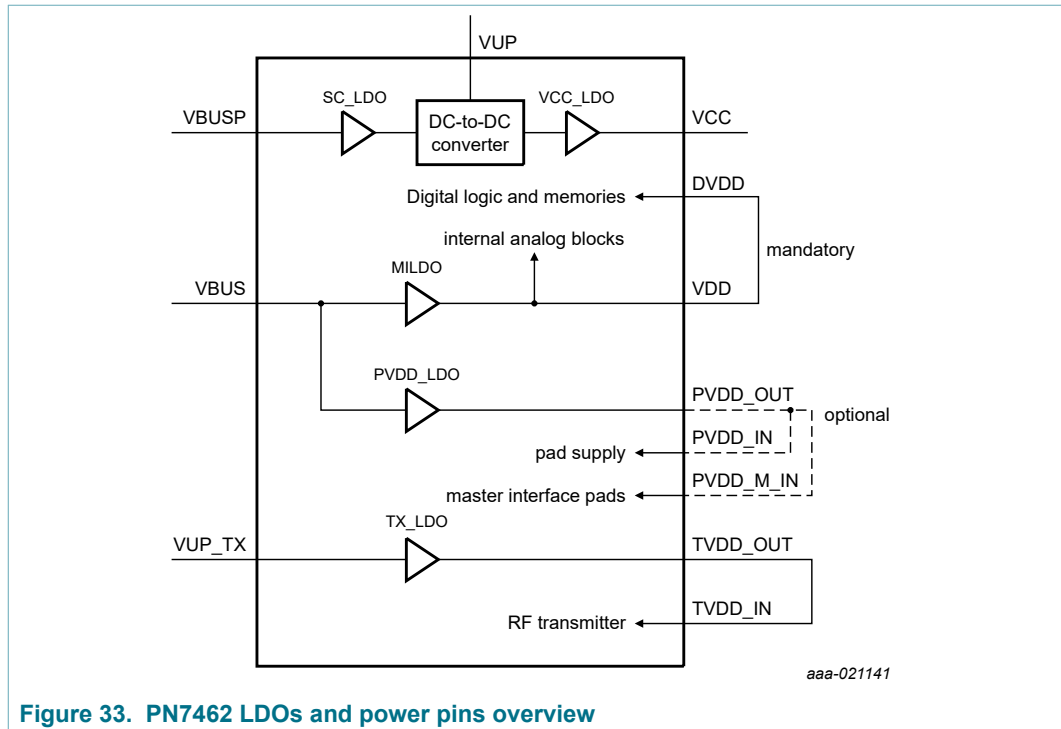 VUP
SC_LDO
VCC_LDO
VBUSP
DC-to-DC
converter
VCC
DVDD
Digital logic and memories
internal analog blocks
mandatory
MILDO
VBUS
VDD
PVDD_LDO
PVDD_OUT
optional
PVDD_IN
pad supply
PVDD_M_IN
master interface pads
TX_LDO
VUP_TX
TVDD_OUT
TVDD_IN
RF transmitter
aaa-021141
Figure 33. PN7462 LDOs and power pins overview